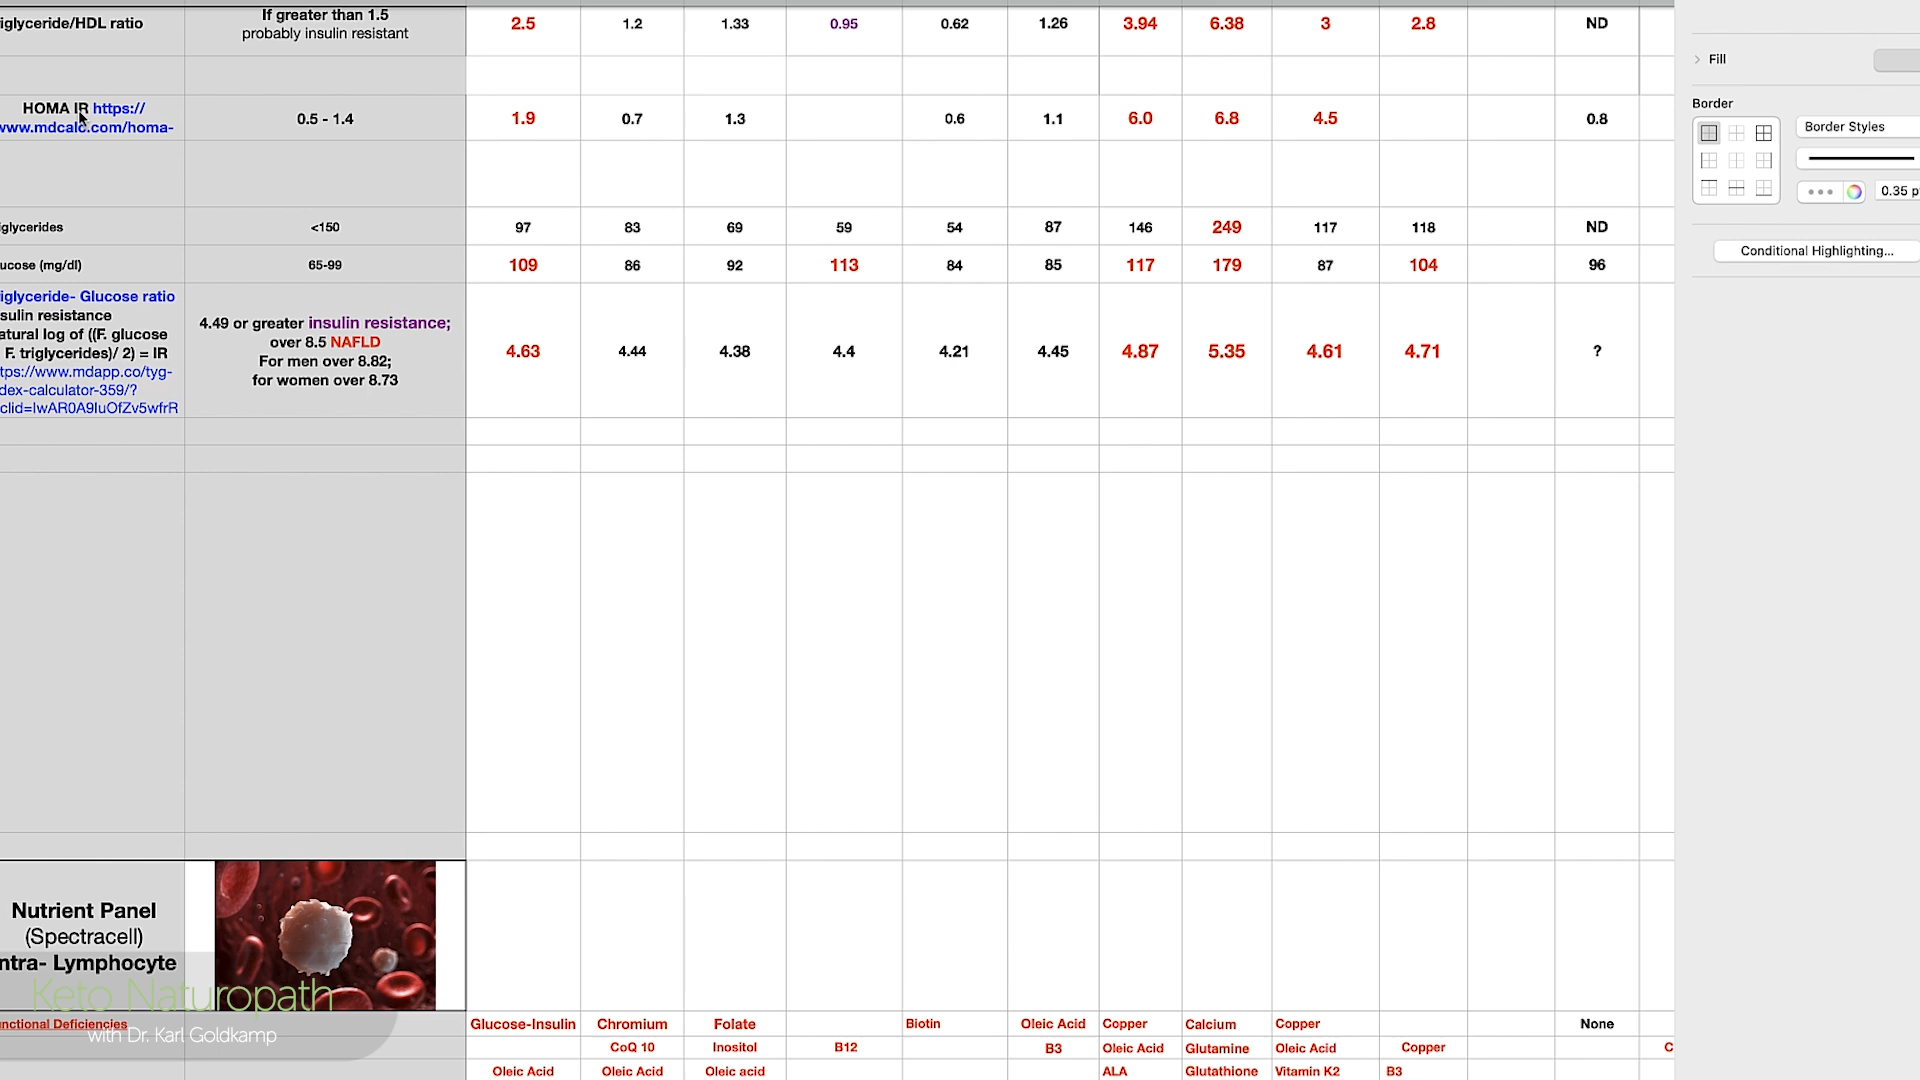 iglyceride/HDL ratio
If greater than 1.5
probably insulin resistant
2.5 1.2 1.33 0.95 0.62 1.26 3.94 6.38 3 2.8 ND
HOMA IR https://
www.mdcalc.com/homa-
0.5 - 1.4
1.9 0.7 1.3 0.6 1.1 6.0 6.8 4.5 0.8
iglycerides <150 97 83 69 59 54 87 146 249 117 118 ND
ucose (mg/dl) 65-99 109 86 92 113 84 85 117 179 87 104 96
iglyceride- Glucose ratio
sulin resistance
atural log of ((F. glucose
F. triglycerides)/ 2) = IR
tps://www.mdapp.co/tyg-
dex-calculator-359/?
clid=IwAR0A9IuOfZv5wfrR
4.49 or greater insulin resistance;
over 8.5 NAFLD
For men over 8.82;
for women over 8.73
4.63 4.44 4.38 4.4 4.21 4.45 4.87 5.35 4.61 4.71 ?
Nutrient Panel
(Spectracell)
ntra- Lymphocyte
Keto Naturopath
with Dr. Karl Goldkamp
nctional Deficiencies
Glucose-Insulin Chromium Folate Biotin Oleic Acid Copper Calcium Copper None
CoQ 10 Inositol B12 B3 Oleic Acid Glutamine Oleic Acid Copper C
Oleic Acid Oleic Acid Oleic acid ALA Glutathione Vitamin K2 B3
Fill
Border
Border Styles
0.35 p
Conditional Highlighting...